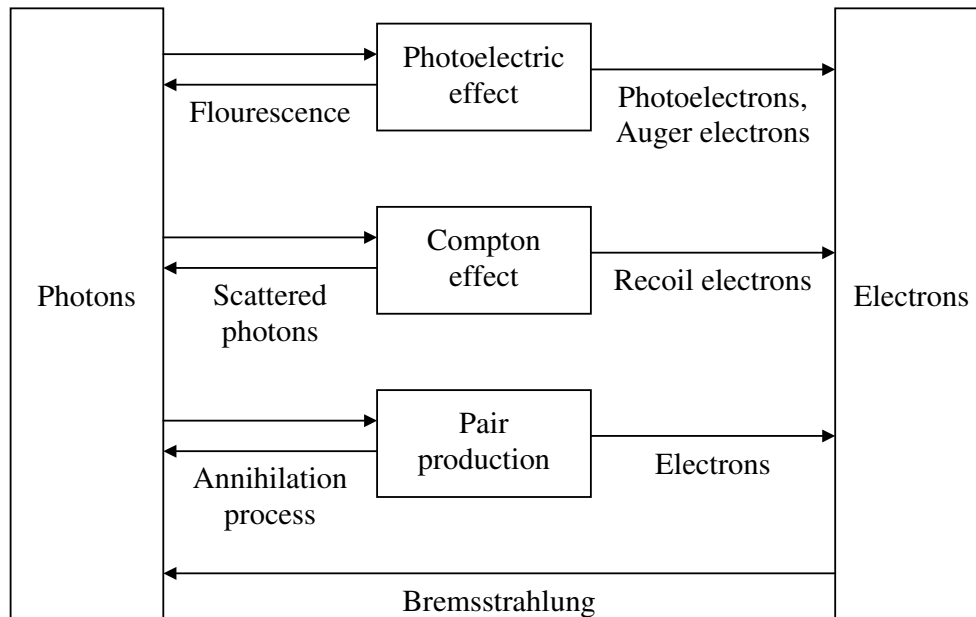 Photoelectric
effect
Flourescence
Photoelectrons,
Auger electrons
Compton
effect
Photons
Scattered
photons
Recoil electrons
Electrons
Pair
production
Annihilation
process
Electrons
Bremsstrahlung